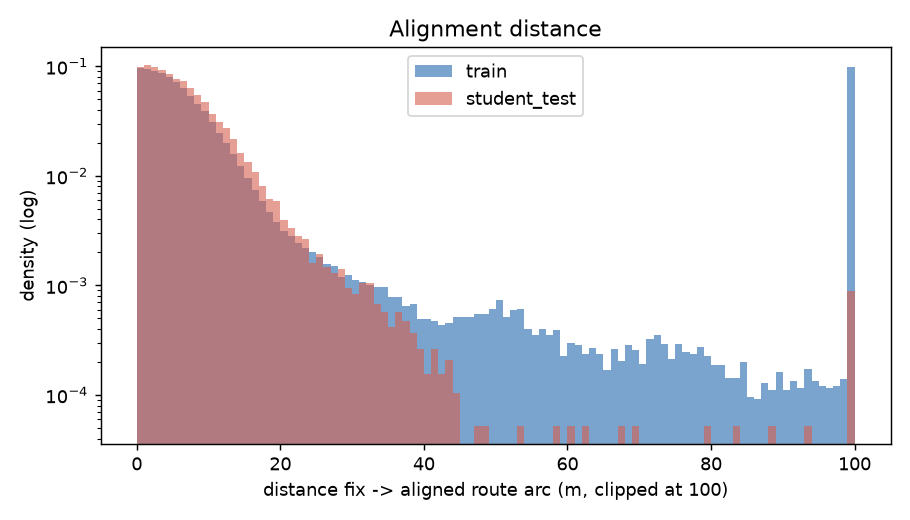 Alignment distance
train
student_test
density (log)
10⁻¹
10⁻²
10⁻³
10⁻⁴
0 20 40 60 80 100
distance fix -> aligned route arc (m, clipped at 100)